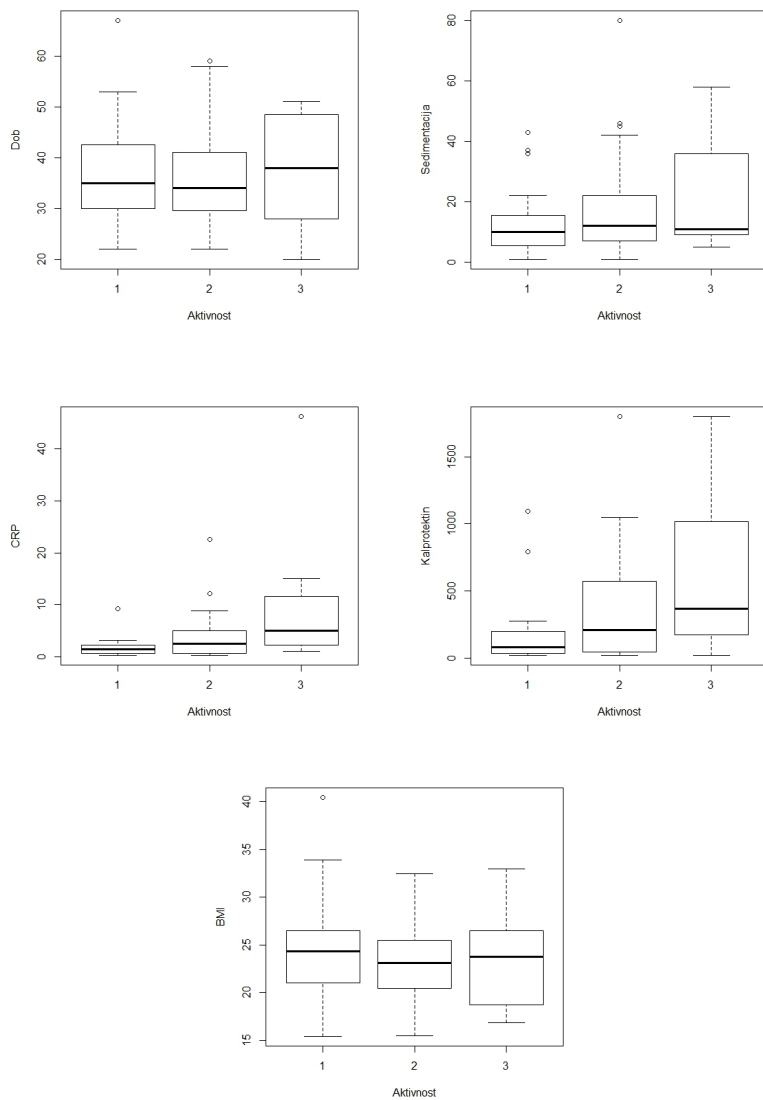 Dob
20 30 40 50 60
1 2 3
Aktivnost
Sedimentacija
0 20 40 60 80
1 2 3
Aktivnost
CRP
0 10 20 30 40
1 2 3
Aktivnost
Kalprotektin
0 500 1000 1500
1 2 3
Aktivnost
BMI
15 20 25 30 35 40
1 2 3
Aktivnost